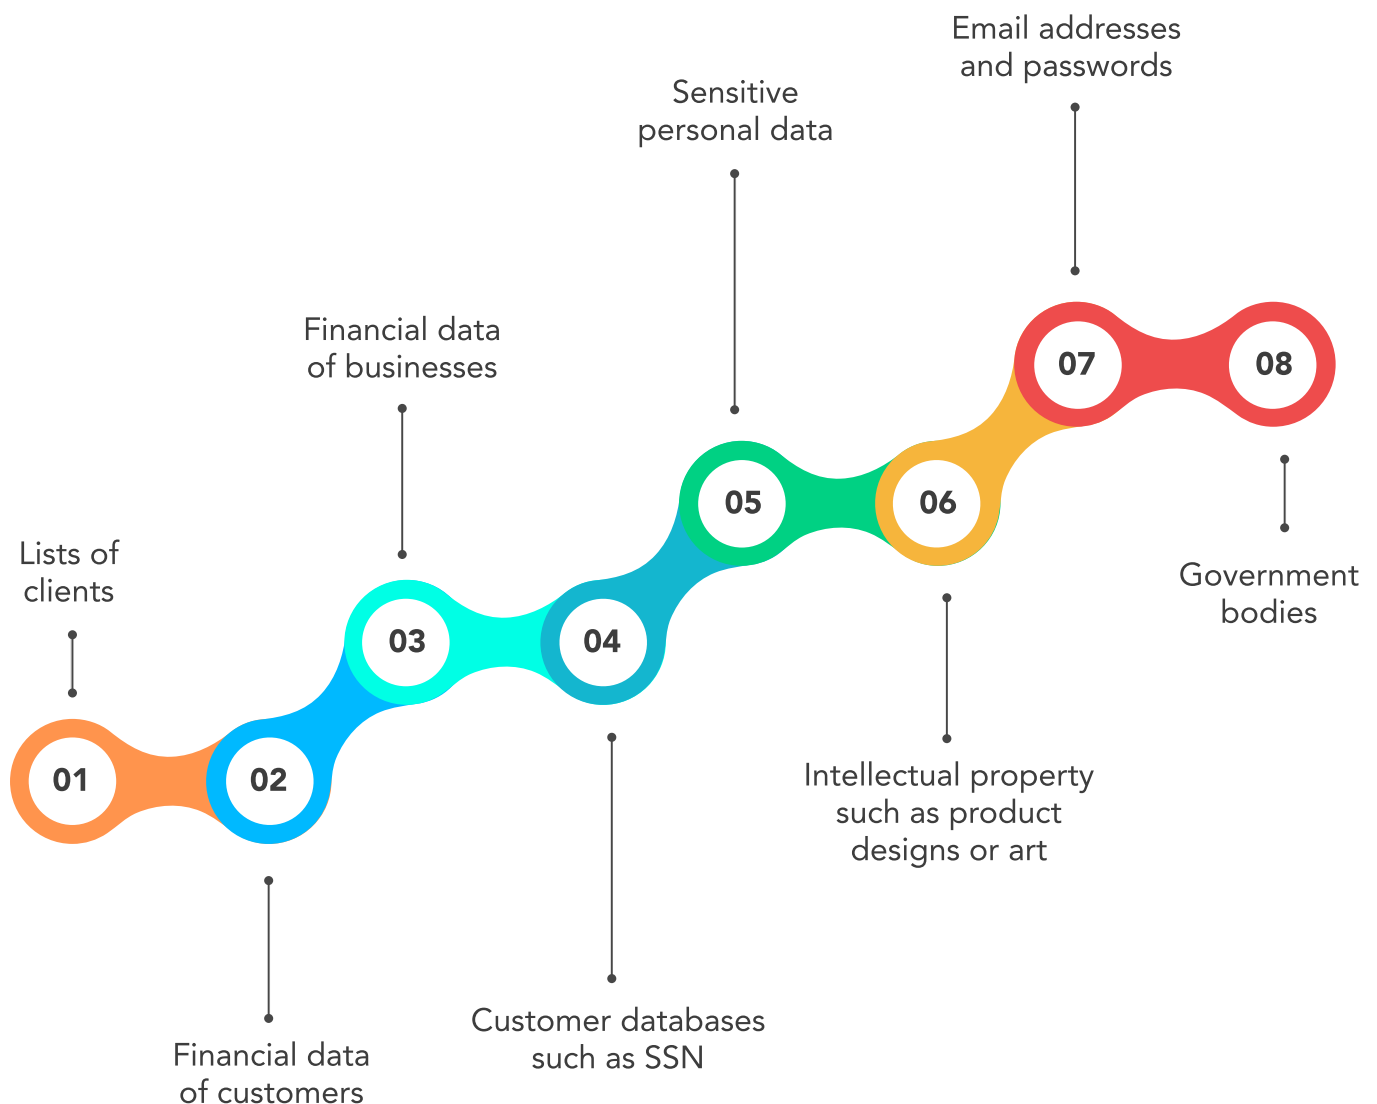 Email addresses
and passwords
Sensitive
personal data
Financial data
of businesses
07
08
05
06
Lists of
clients
Government
bodies
03
04
01
02
Intellectual property
such as product
designs or art
Customer databases
such as SSN
Financial data
of customers